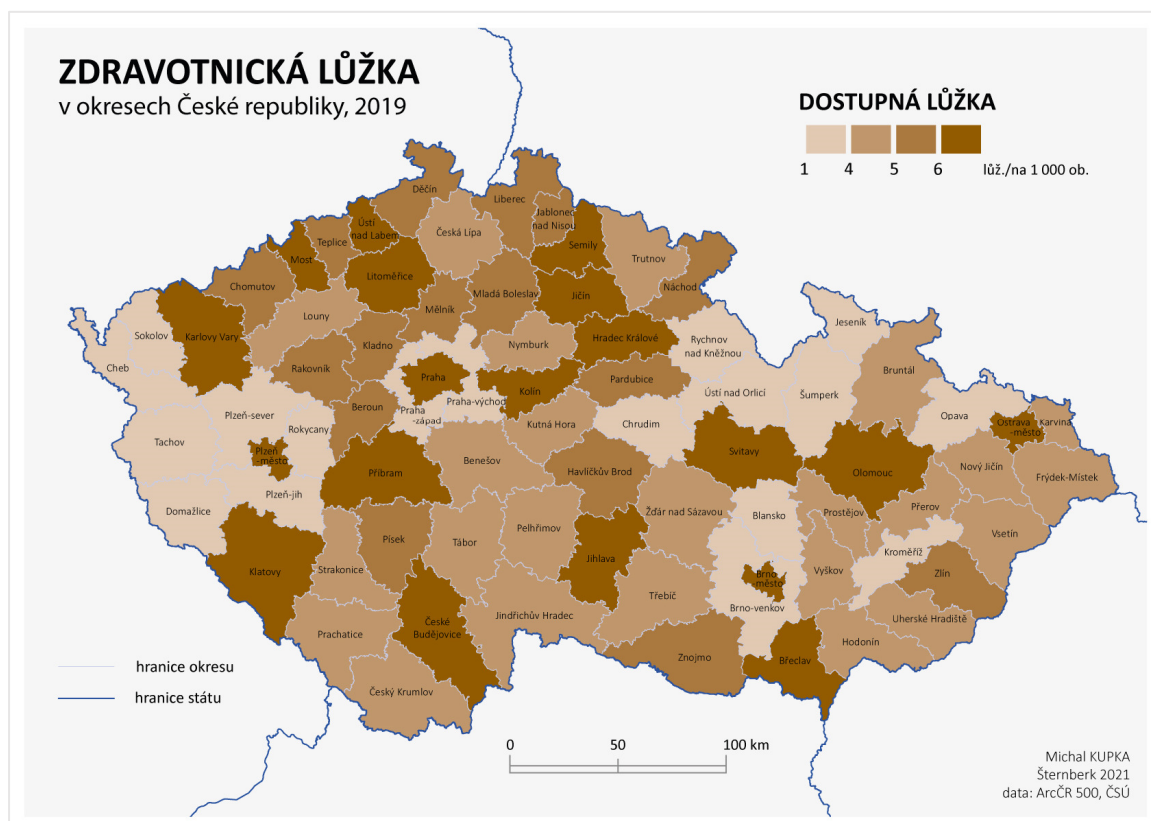 ZDRAVOTNICKÁ LŮŽKA
v okresech České republiky, 2019
DOSTUPNÁ LŮŽKA
1 4 5 6 lůž./na 1 000 ob.
Děčín
Liberec
Jablonec
nad Nisou
Ústí
nad Labem
Teplice
Česká Lípa
Semily
Most
Trutnov
Litoměřice
Chomutov
Mladá Boleslav
Jičín
Náchod
Louny
Mělník
Sokolov
Karlovy Vary
Kladno
Nymburk
Hradec Králové
Rychnov
nad Kněžnou
Jeseník
Cheb
Rakovník
Praha
Kolín
Pardubice
Bruntál
Ústí nad Orlicí
Šumperk
Praha-východ
Praha
-západ
Beroun
Plzeň-sever
Rokycany
Kutná Hora
Chrudim
Opava
Ostrava
-město
Karviná
Tachov
Plzeň
-město
Příbram
Benešov
Svitavy
Olomouc
Nový Jičín
Havlíčkův Brod
Frýdek-Místek
Plzeň-jih
Domažlice
Žďár nad Sázavou
Blansko
Prostějov
Přerov
Pelhřimov
Vsetín
Písek
Tábor
Kroměříž
Klatovy
Strakonice
Jihlava
Vyškov
Zlín
Brno-
město
Třebíč
Brno-venkov
České
Budějovice
Jindřichův Hradec
Uherské Hradiště
Prachatice
Hodonín
Znojmo
Břeclav
Český Krumlov
hranice okresu
hranice státu
0 50 100 km
Michal KUPKA
Šternberk 2021
data: ArcČR 500, ČSÚ